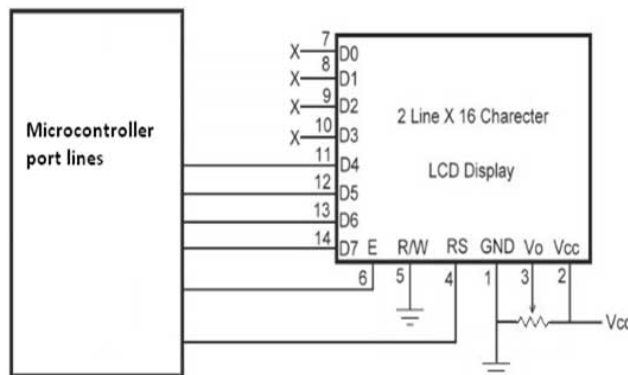 Microcontroller
port lines
X 7 D0
X 8 D1
X 9 D2
X 10 D3
11 D4
12 D5
13 D6
14 D7
2 Line X 16 Charecter
LCD Display
E R/W RS GND Vo Vcc
6 5 4 1 3 2
Vcc